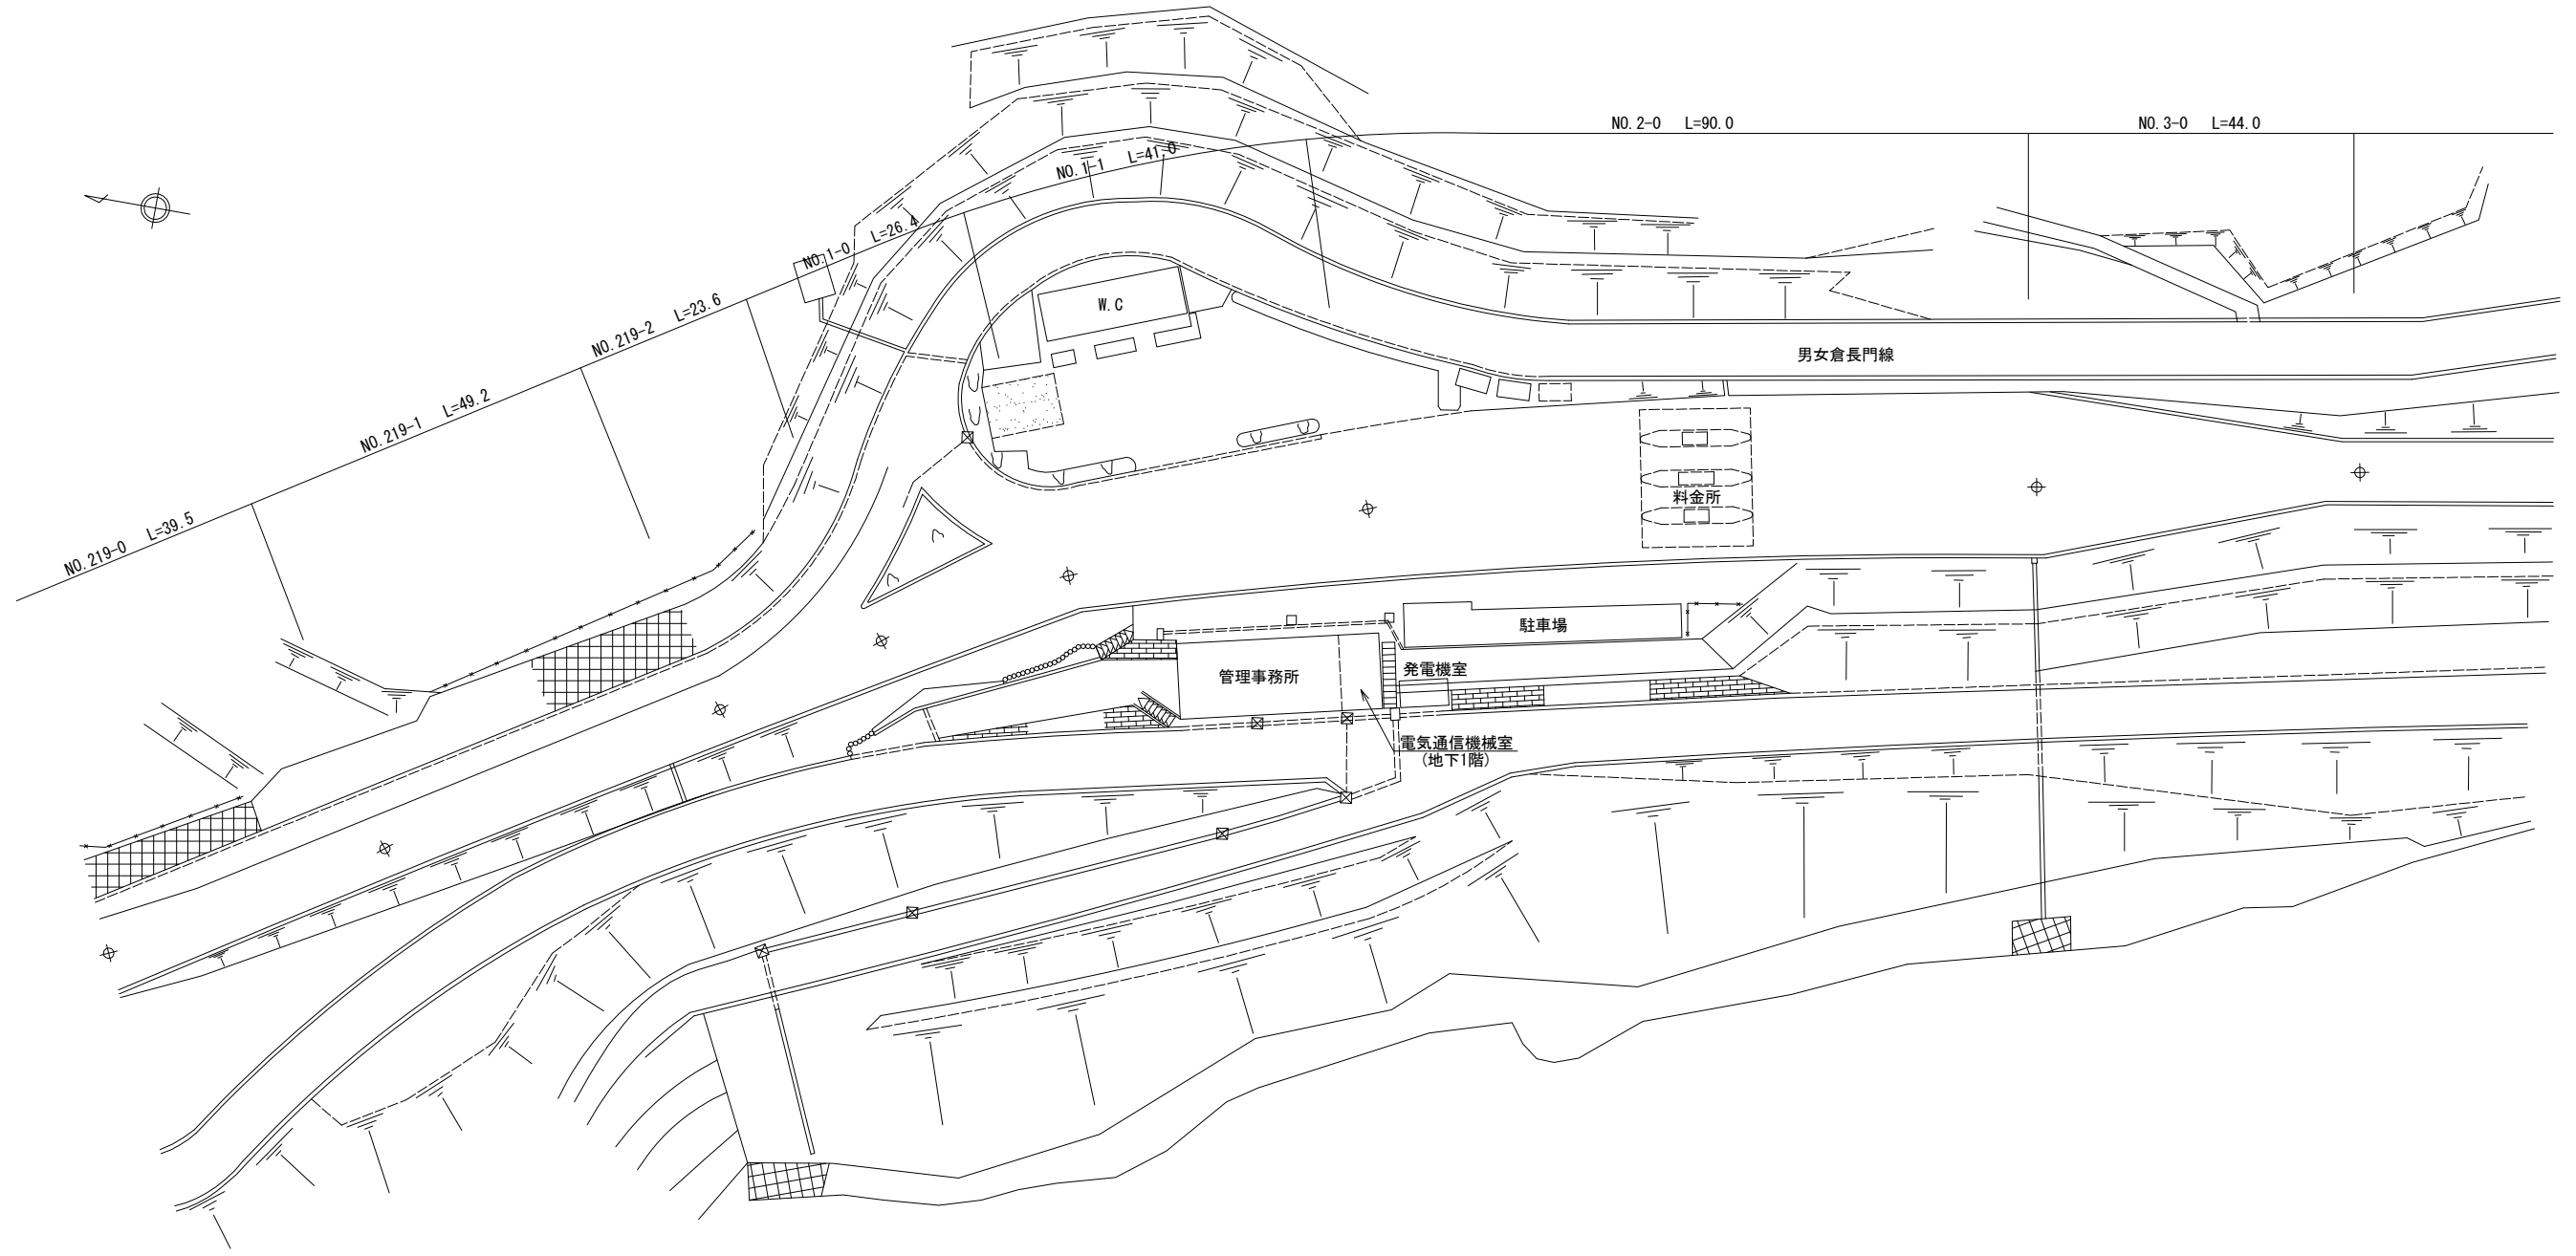 NO.2-0 L=90.0
NO.3-0 L=44.0
NO.1-1 L=41.0
NO.1-0 L=26.4
NO.219-2 L=23.6
NO.219-1 L=49.2
NO.219-0 L=39.5
W.C
男女倉長門線
料金所
駐車場
管理事務所
発電機室
電気通信機械室
(地下1階)